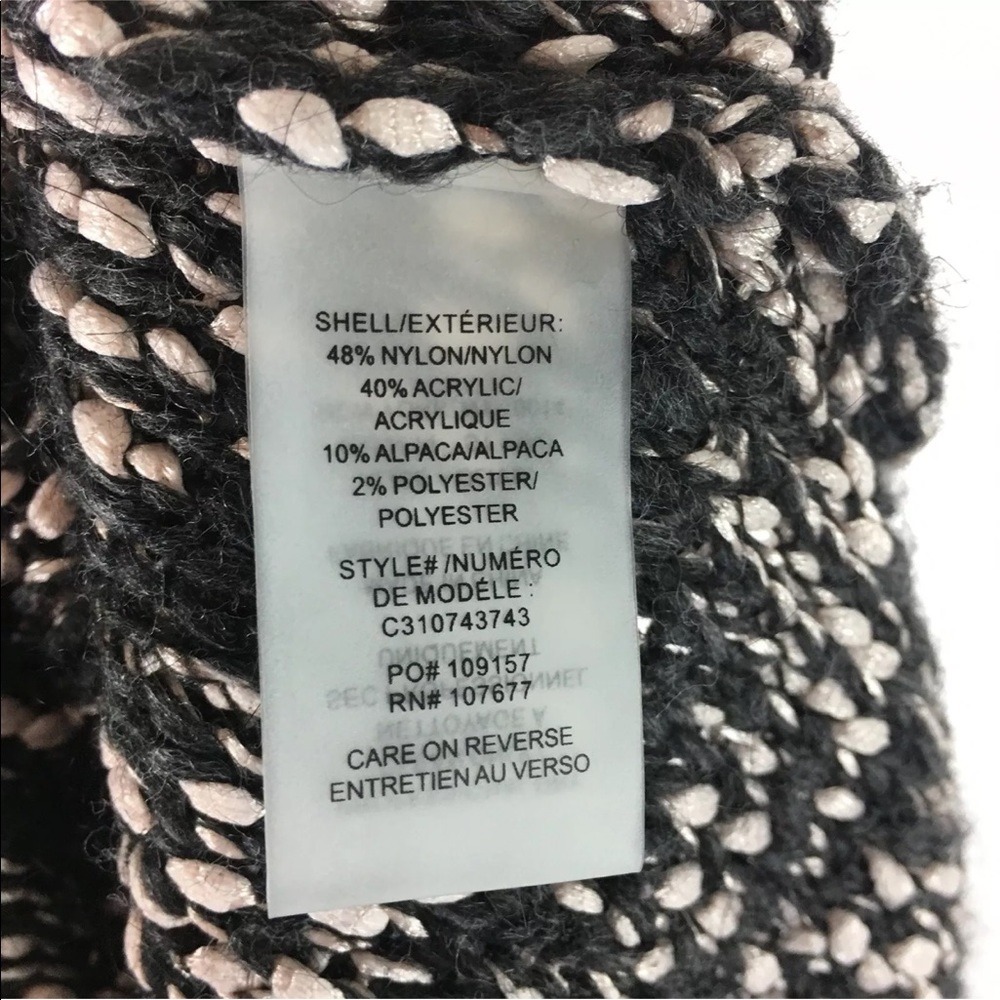 SHELL/EXTÉRIEUR:
48% NYLON/NYLON
40% ACRYLIC/
ACRYLIQUE
10% ALPACA/ALPACA
2% POLYESTER/
POLYESTER
STYLE# /NUMÉRO
DE MODÉLE :
C310743743
PO# 109157
RN# 107677
CARE ON REVERSE
ENTRETIEN AU VERSO